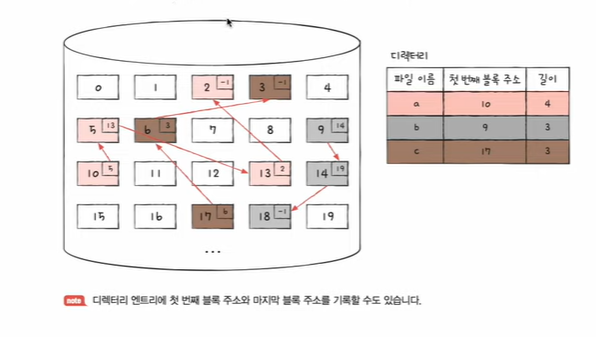 디렉터리
파일 이름 첫 번째 블록 주소 길이
a 10 4
b 9 3
c 17 3
0 1 2 -1 3 -1 4
5 13 6 3 7 8 9 14
10 5 11 12 13 2 14 19
15 16 17 6 18 -1 19
...
note 디렉터리 엔트리에 첫 번째 블록 주소와 마지막 블록 주소를 기록할 수도 있습니다.